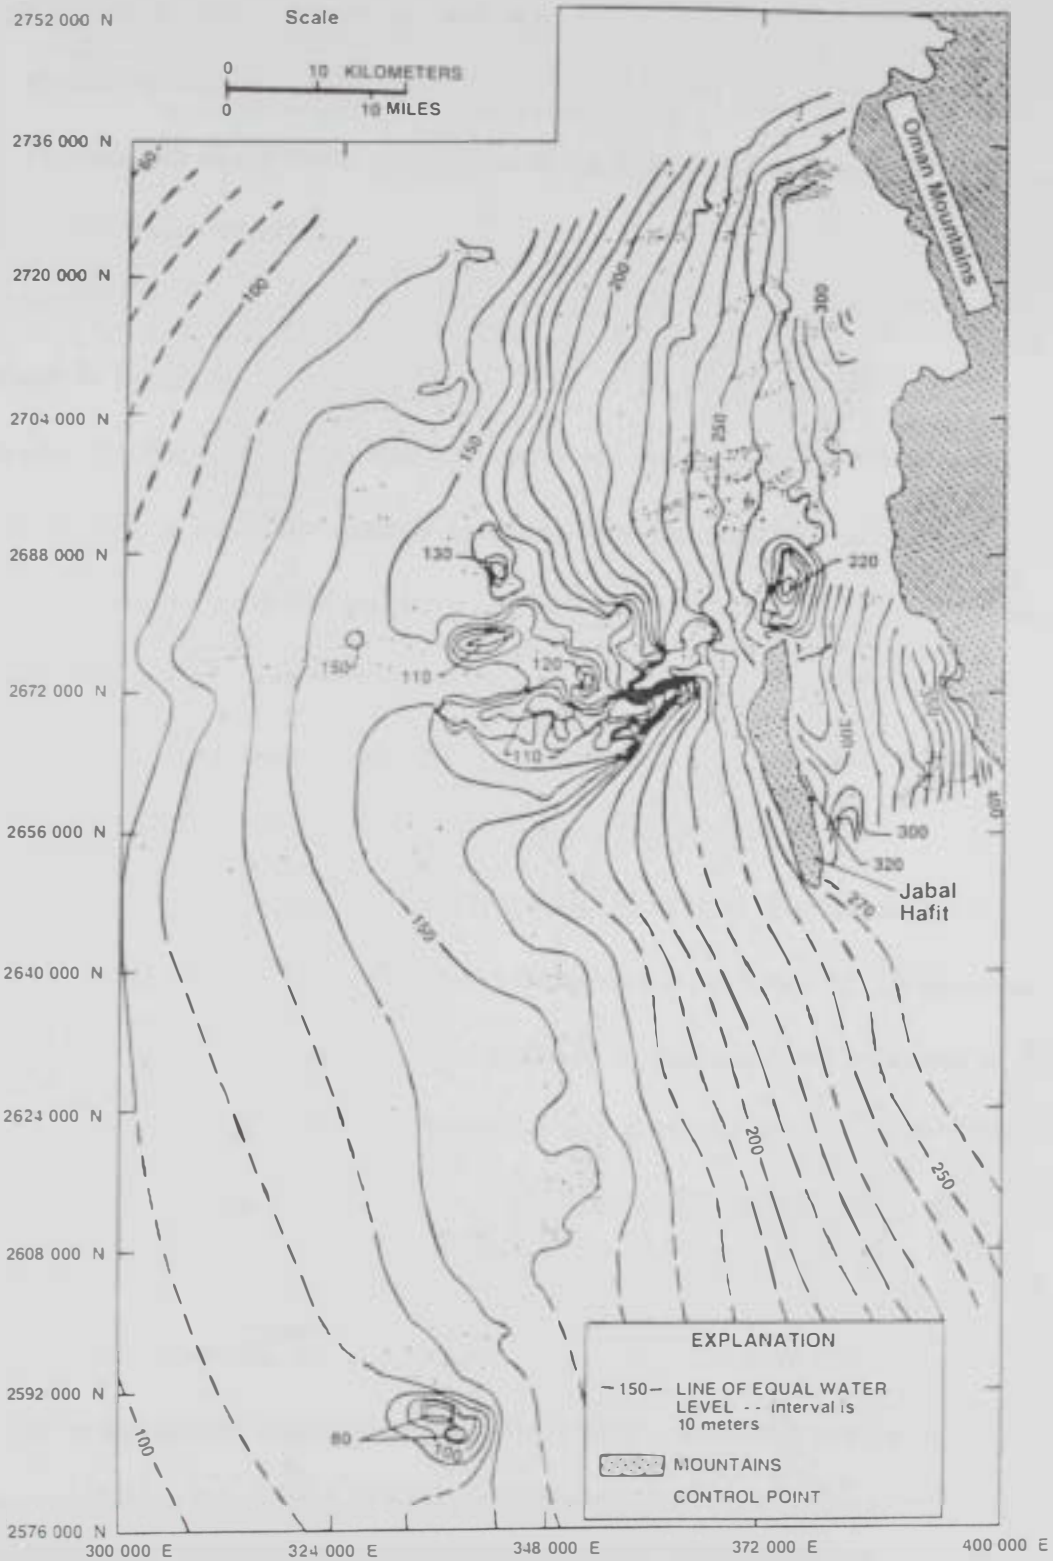 2752 000 N
Scale
0 10 KILOMETERS
0 10 MILES
2736 000 N
60
Oman Mountains
2720 000 N
100
200
300
2704 000 N
150
250
2688 000 N
130
220
150
110
120
2672 000 N
110
300
2656 000 N
300
320
Jabal
Hafit
270
150
2640 000 N
2624 000 N
200
250
2608 000 N
EXPLANATION
2592 000 N
-150- LINE OF EQUAL WATER
LEVEL -- interval is
10 meters
80
100
100
MOUNTAINS
CONTROL POINT
2576 000 N
300 000 E
324 000 E
348 000 E
372 000 E
400 000 E